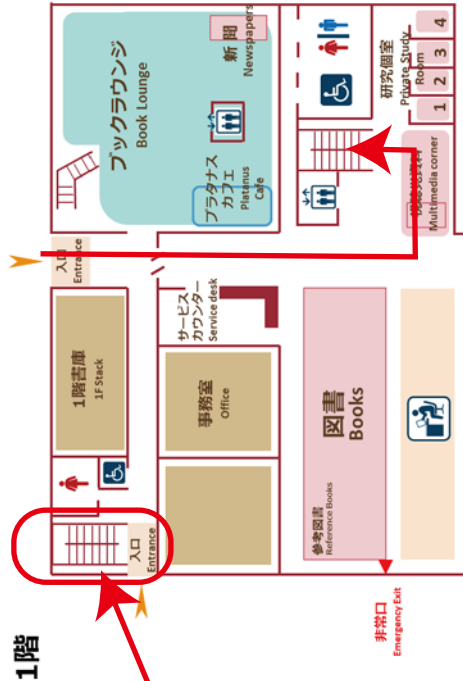 1階
入口
Entrance
1階書庫
1F Stack
入口
Entrance
ブックラウンジ
Book Lounge
新聞
Newspapers
プラタナス
カフェ
Platanus
Cafe
事務室
Office
サービス
カウンター
Service desk
参考図書
Reference Books
図書
Books
非常口
Emergency Exit
研究個室
Private Study
Room
1
2
3
4
Multimedia corner